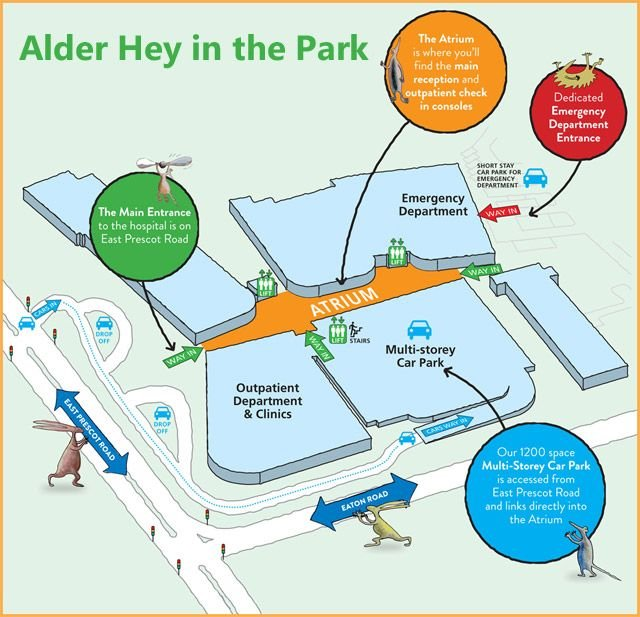 Alder Hey in the Park
The Atrium
is where you'll
find the main
reception and
outpatient check
in consoles
Dedicated
Emergency
Department
Entrance
SHORT STAY
CAR PARK FOR
EMERGENCY
DEPARTMENT
Emergency
Department
WAY IN
The Main Entrance
to the hospital is on
East Prescot Road
LIFT
WAY IN
LIFT
ATRIUM
CARS IN
DROP
OFF
WAY IN
LIFT
STAIRS
WAY IN
Multi-storey
Car Park
Outpatient
Department
& Clinics
EAST PRESCOT ROAD
DROP
OFF
CARS WAY IN
EATON ROAD
Our 1200 space
Multi-Storey Car Park
is accessed from
East Prescot Road
and links directly into
the Atrium